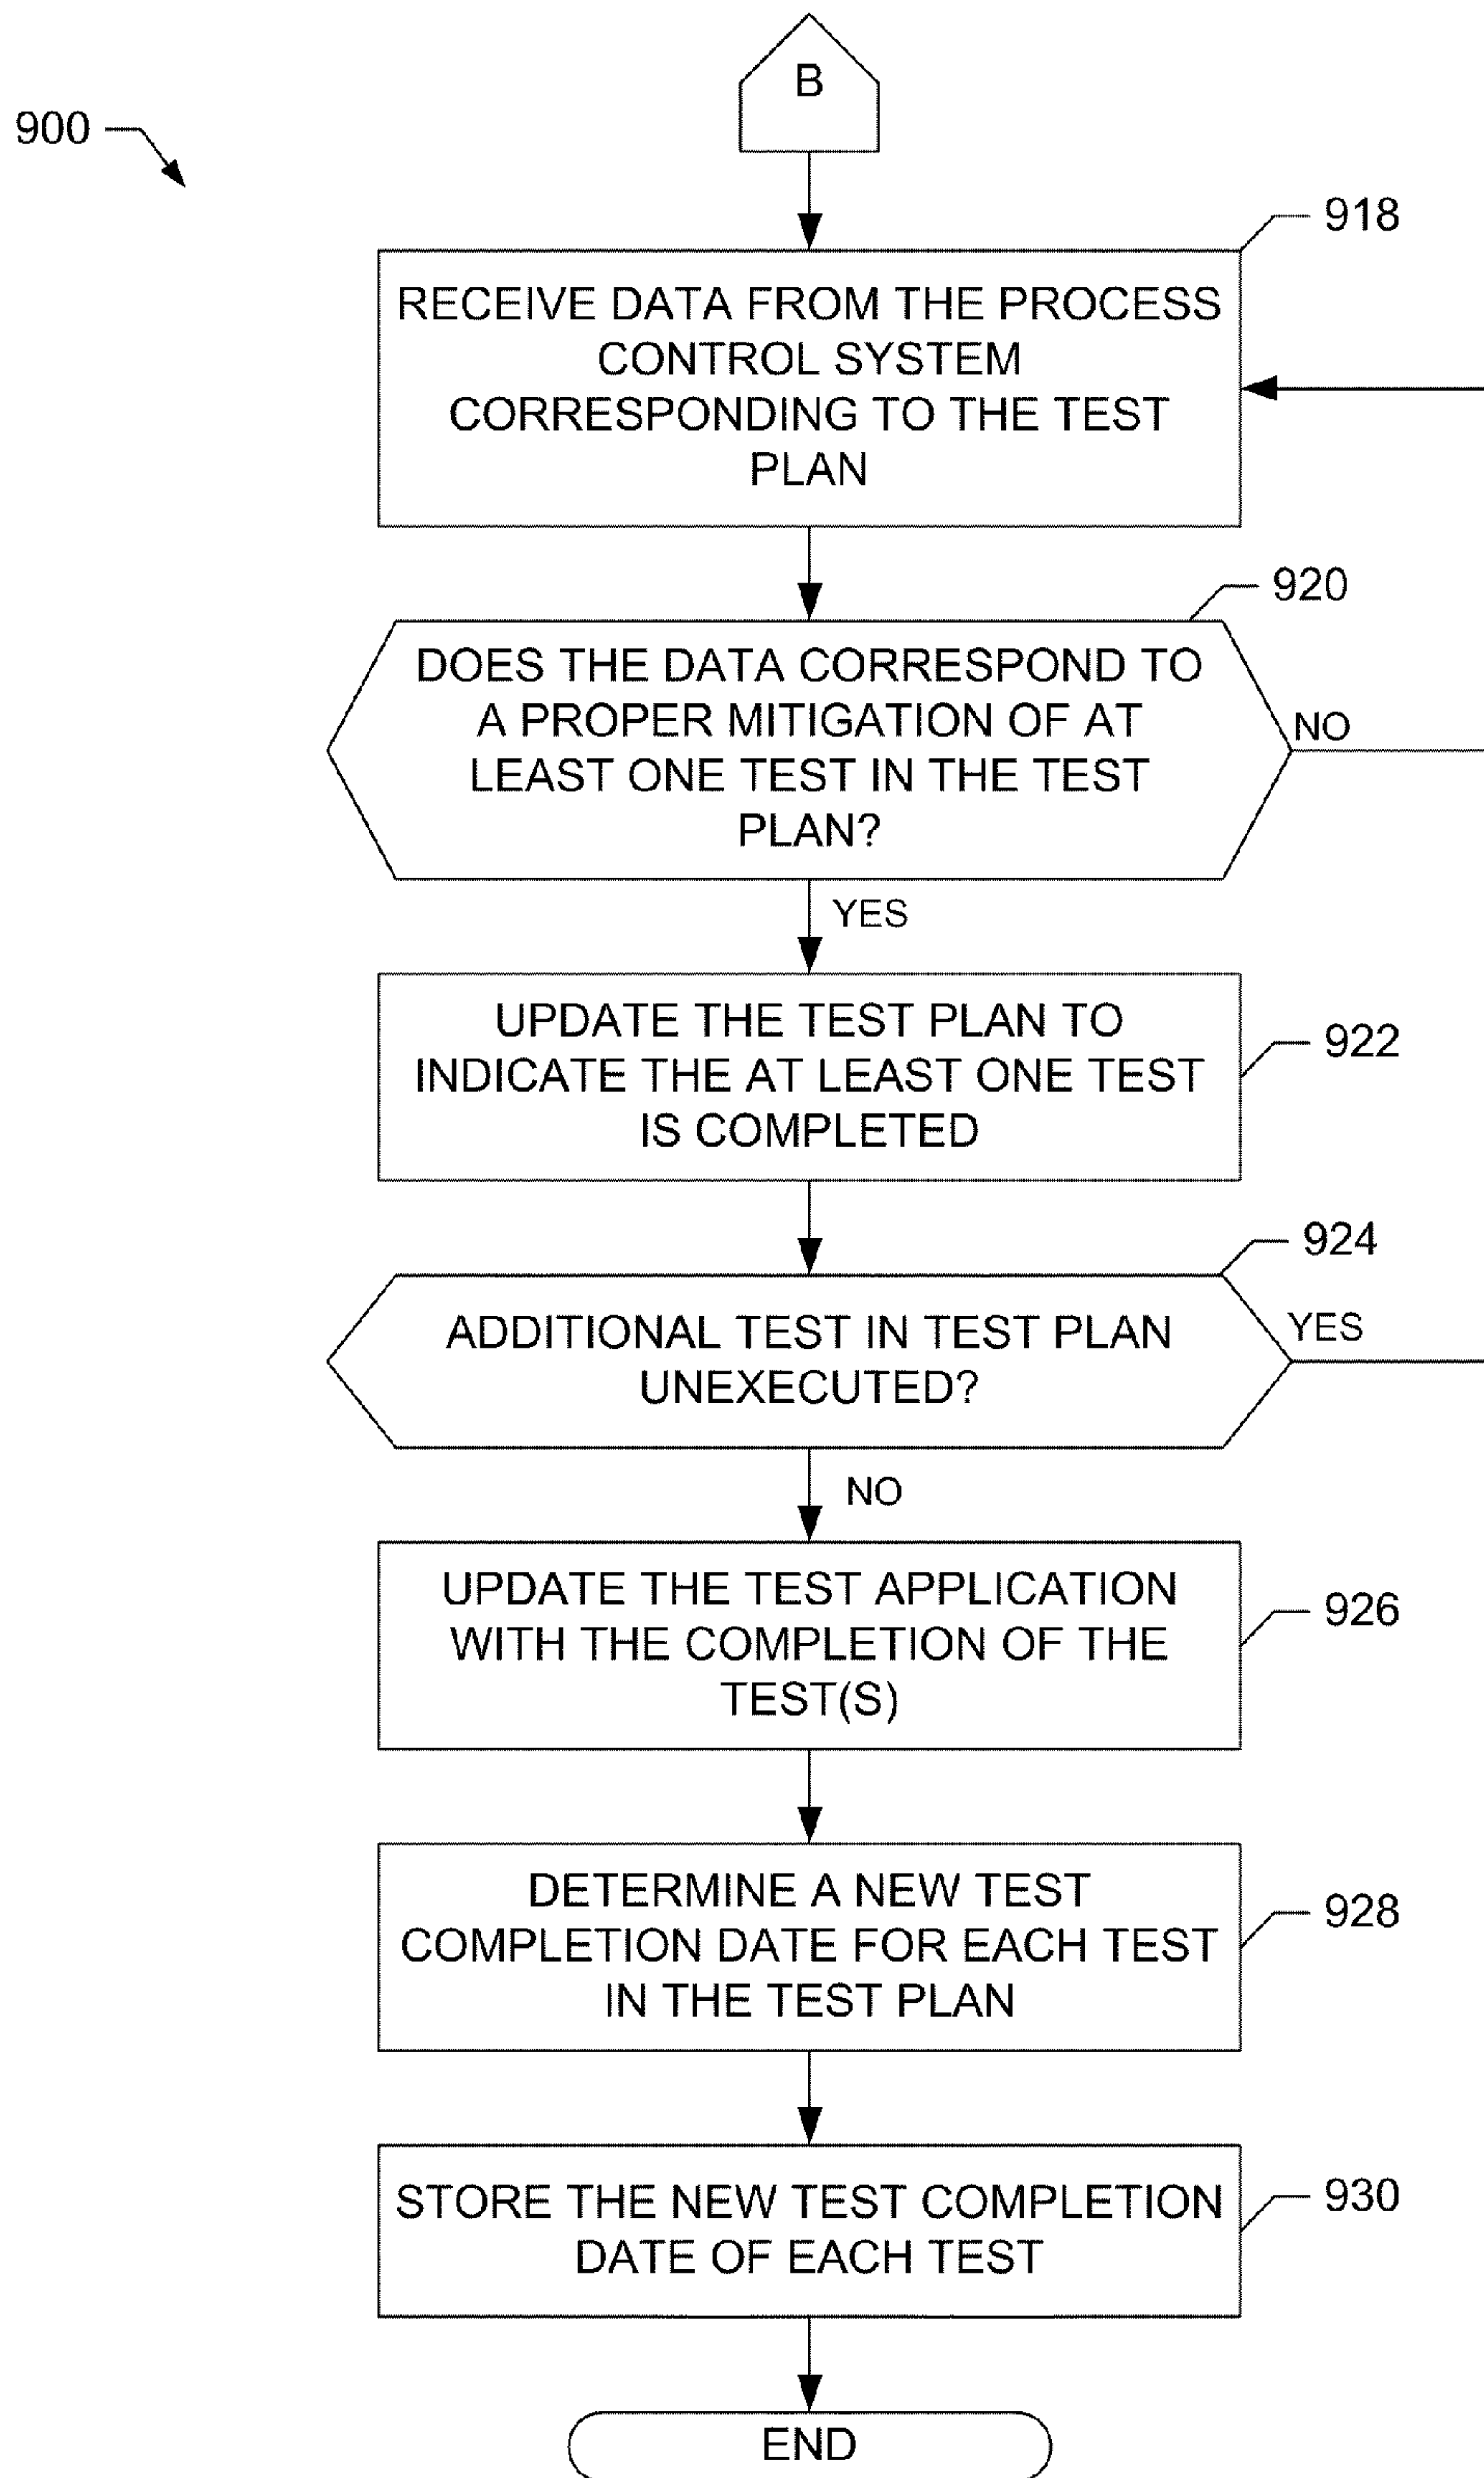 B
900
918
RECEIVE DATA FROM THE PROCESS
CONTROL SYSTEM
CORRESPONDING TO THE TEST
PLAN
920
DOES THE DATA CORRESPOND TO
A PROPER MITIGATION OF AT
LEAST ONE TEST IN THE TEST
PLAN?
NO
YES
UPDATE THE TEST PLAN TO
INDICATE THE AT LEAST ONE TEST
IS COMPLETED
922
924
ADDITIONAL TEST IN TEST PLAN
UNEXECUTED?
YES
NO
UPDATE THE TEST APPLICATION
WITH THE COMPLETION OF THE
TEST(S)
926
DETERMINE A NEW TEST
COMPLETION DATE FOR EACH TEST
IN THE TEST PLAN
928
STORE THE NEW TEST COMPLETION
DATE OF EACH TEST
930
END